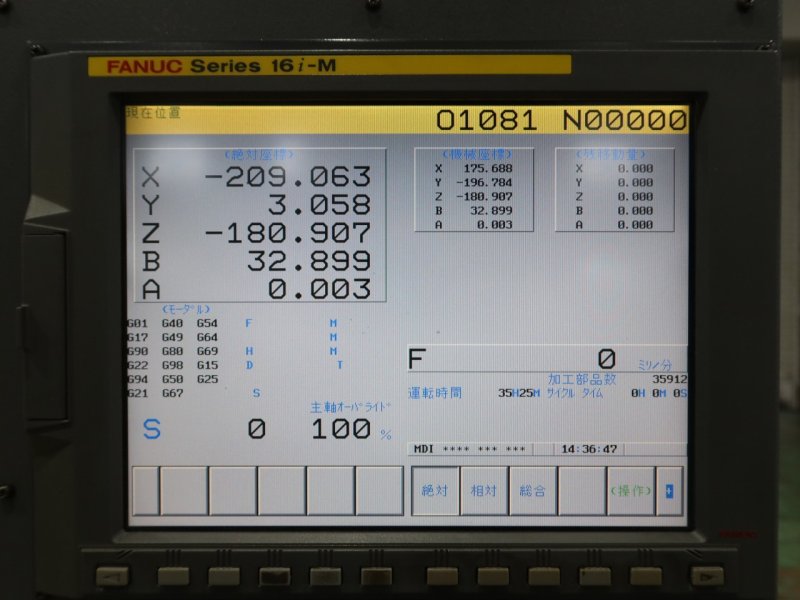 FANUC Series 16i-M
現在位置
O1081 N00000
(絶対座標)
X -209.063
Y 3.058
Z -180.907
B 32.899
A 0.003
(機械座標)
X 175.688
Y -196.784
Z -180.907
B 32.899
A 0.003
(残移動量)
X 0.000
Y 0.000
Z 0.000
B 0.000
A 0.000
(モーダル)
G01 G40 G54 F M
G17 G49 G64 M
G90 G80 G69 H M
G22 G98 G15 D T
G94 G50 G25
G21 G67 S
主軸オーバライド
S 0 100 %
F 0 ミリ/分
加工部品数 35912
運転時間 35H25M サイクル タイム 0H 0M 0S
MDI **** *** *** 14:36:47
絶対 相対 総合 (操作) +